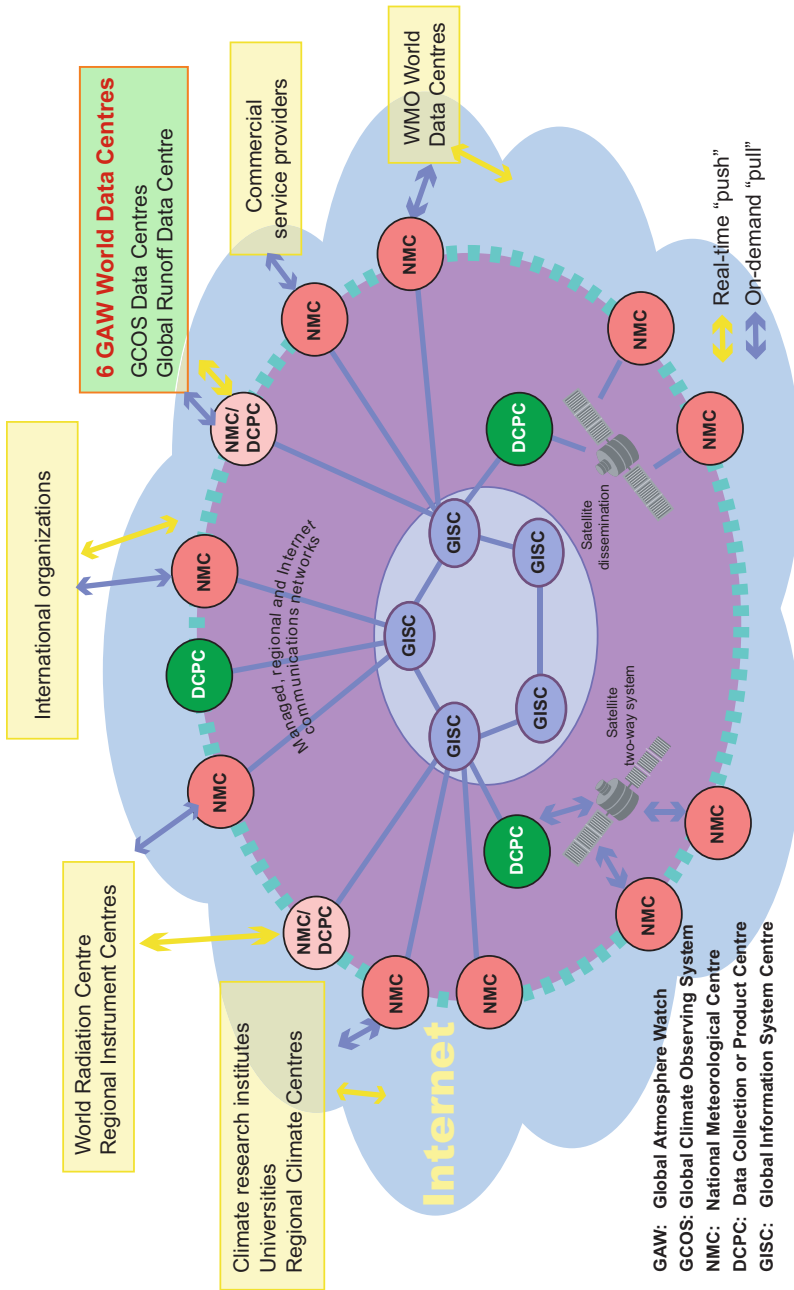 World Radiation Centre
Regional Instrument Centres
International organizations
6 GAW World Data Centres
GCOS Data Centres
Global Runoff Data Centre
Climate research institutes
Universities
Regional Climate Centres
Commercial
service providers
WMO World
Data Centres
Internet
NMC/
DCPC
NMC
DCPC
NMC
NMC/
DCPC
NMC
NMC
NMC
NMC
Managed, regional and Internet
communications networks
GISC
GISC
GISC
GISC
GISC
DCPC
DCPC
Satellite
two-way system
Satellite
dissemination
NMC
NMC
NMC
NMC
NMC
GAW: Global Atmosphere Watch
GCOS: Global Climate Observing System
NMC: National Meteorological Centre
DCPC: Data Collection or Product Centre
GISC: Global Information System Centre
Real-time “push”
On-demand “pull”